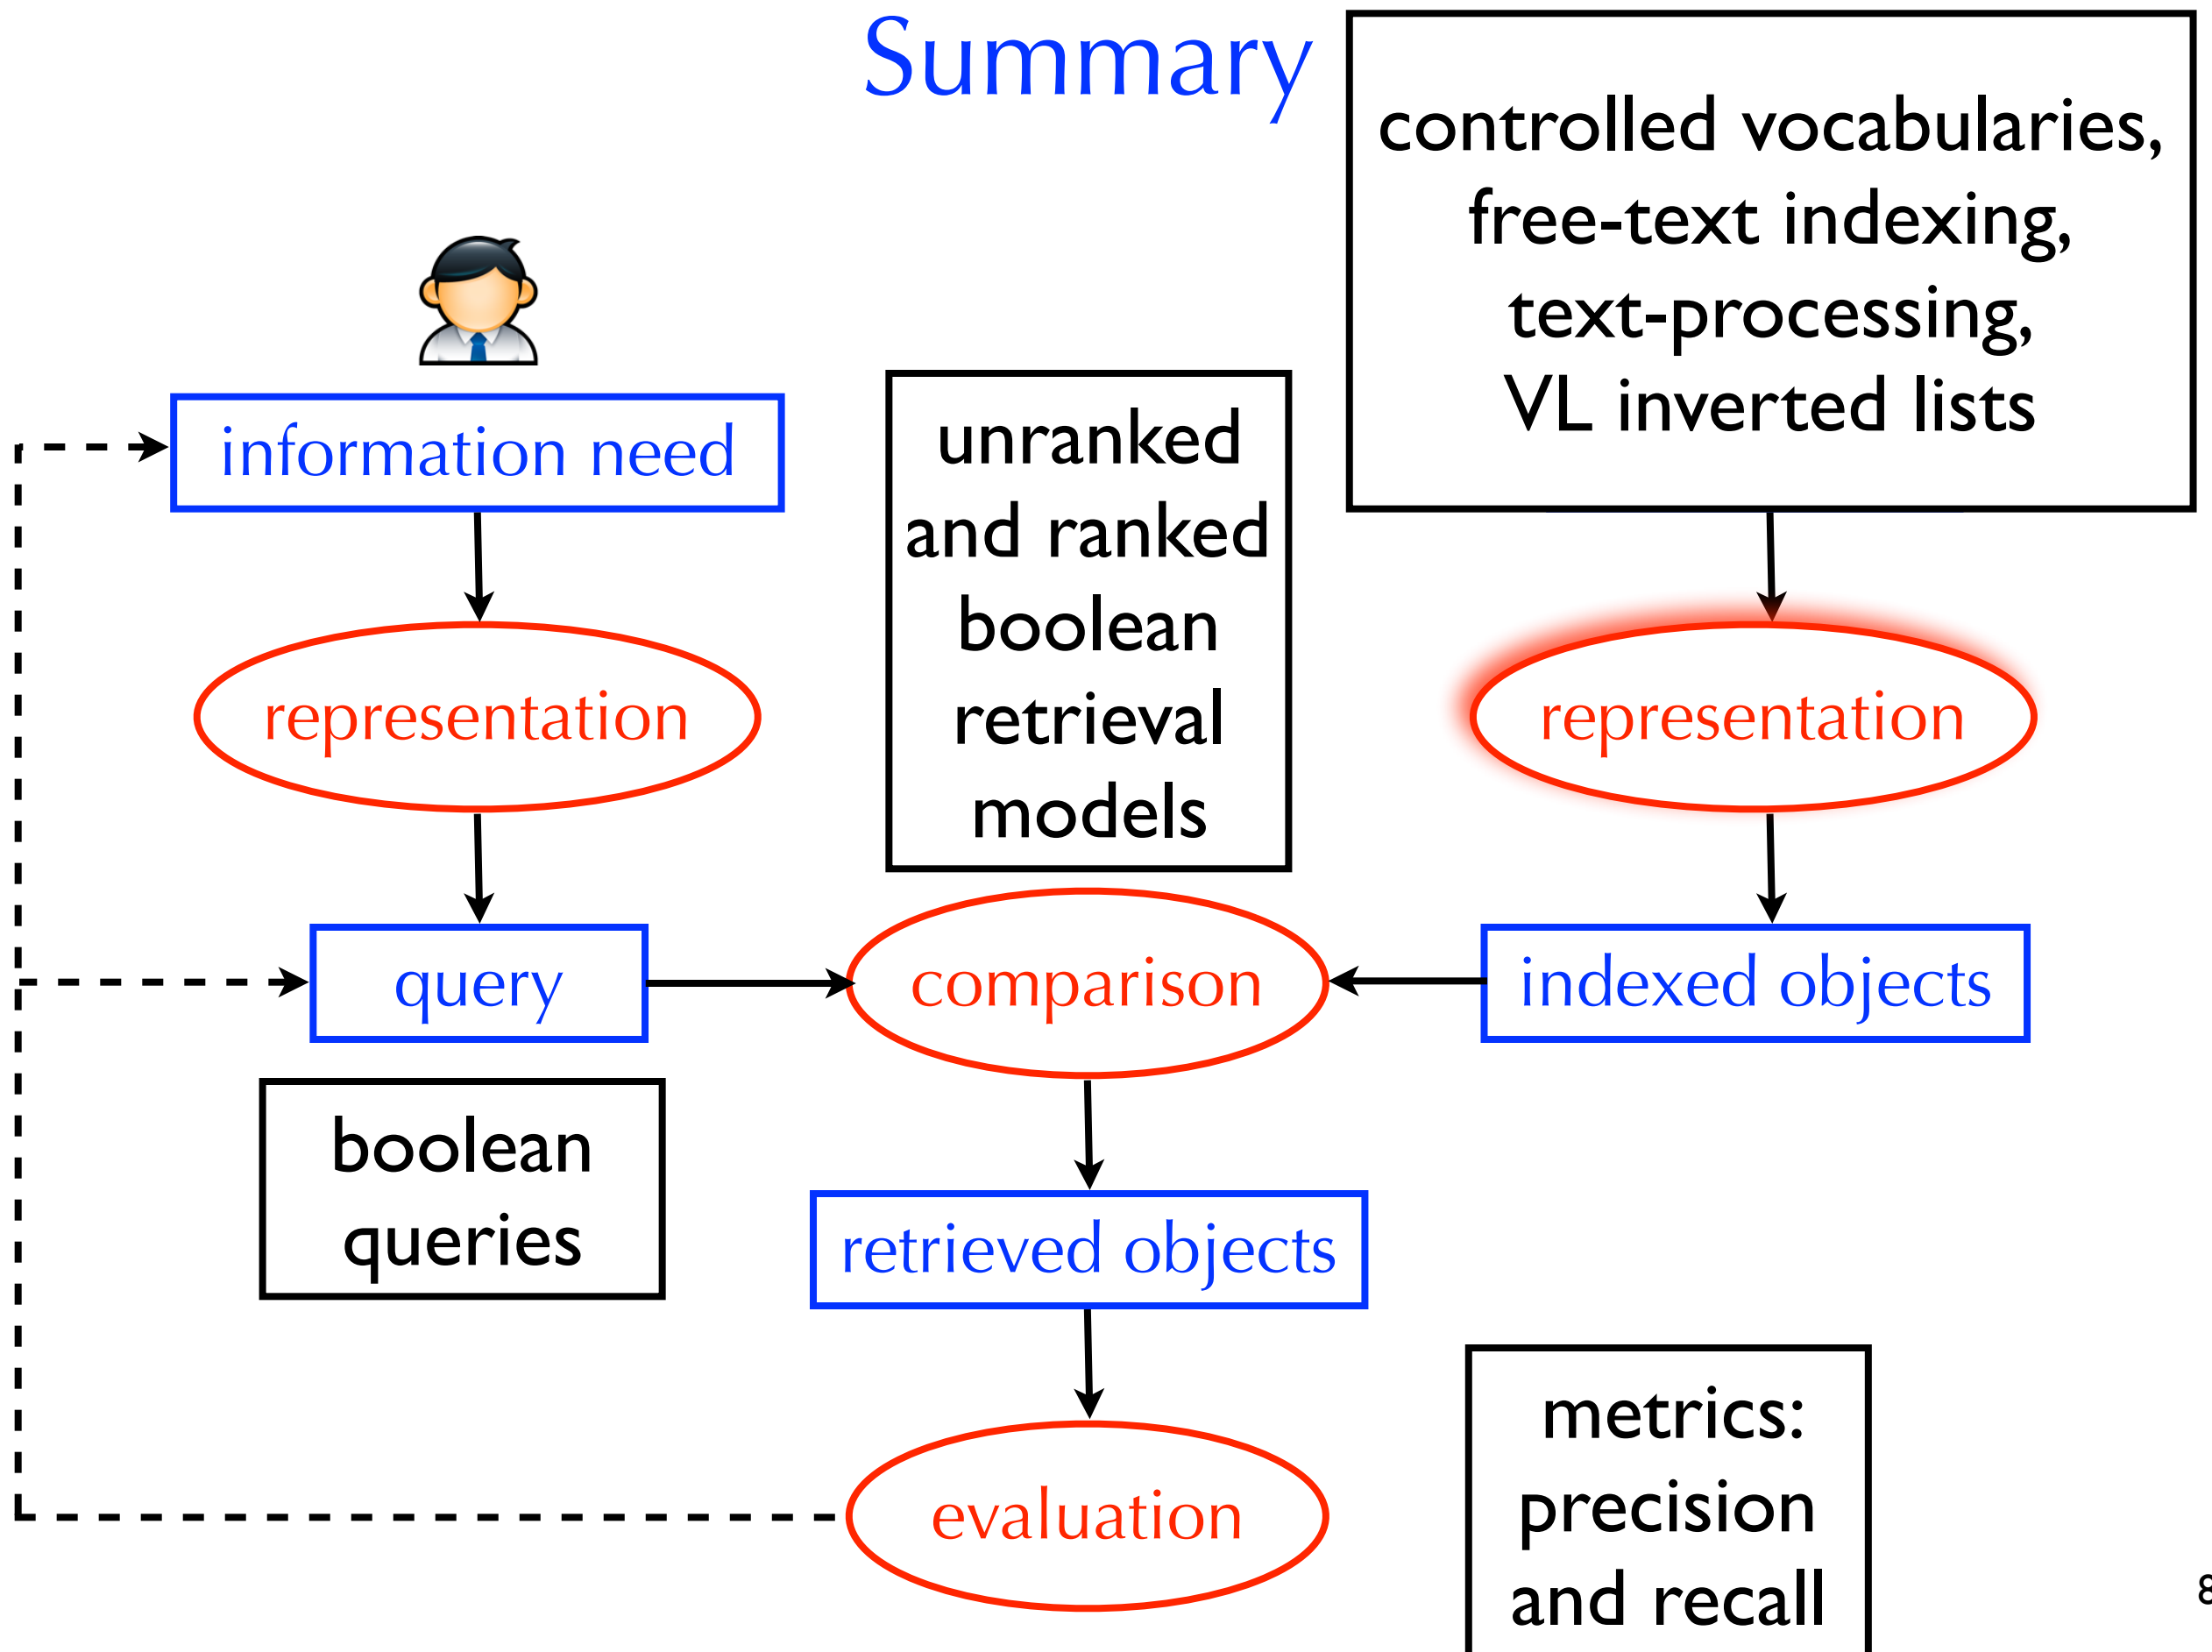 Summary
controlled vocabularies,
free-text indexing,
text-processing,
VL inverted lists
information need
unranked
and ranked
boolean
retrieval
models
representation
representation
query
comparison
indexed objects
boolean
queries
retrieved objects
metrics:
precision
and recall
evaluation
8